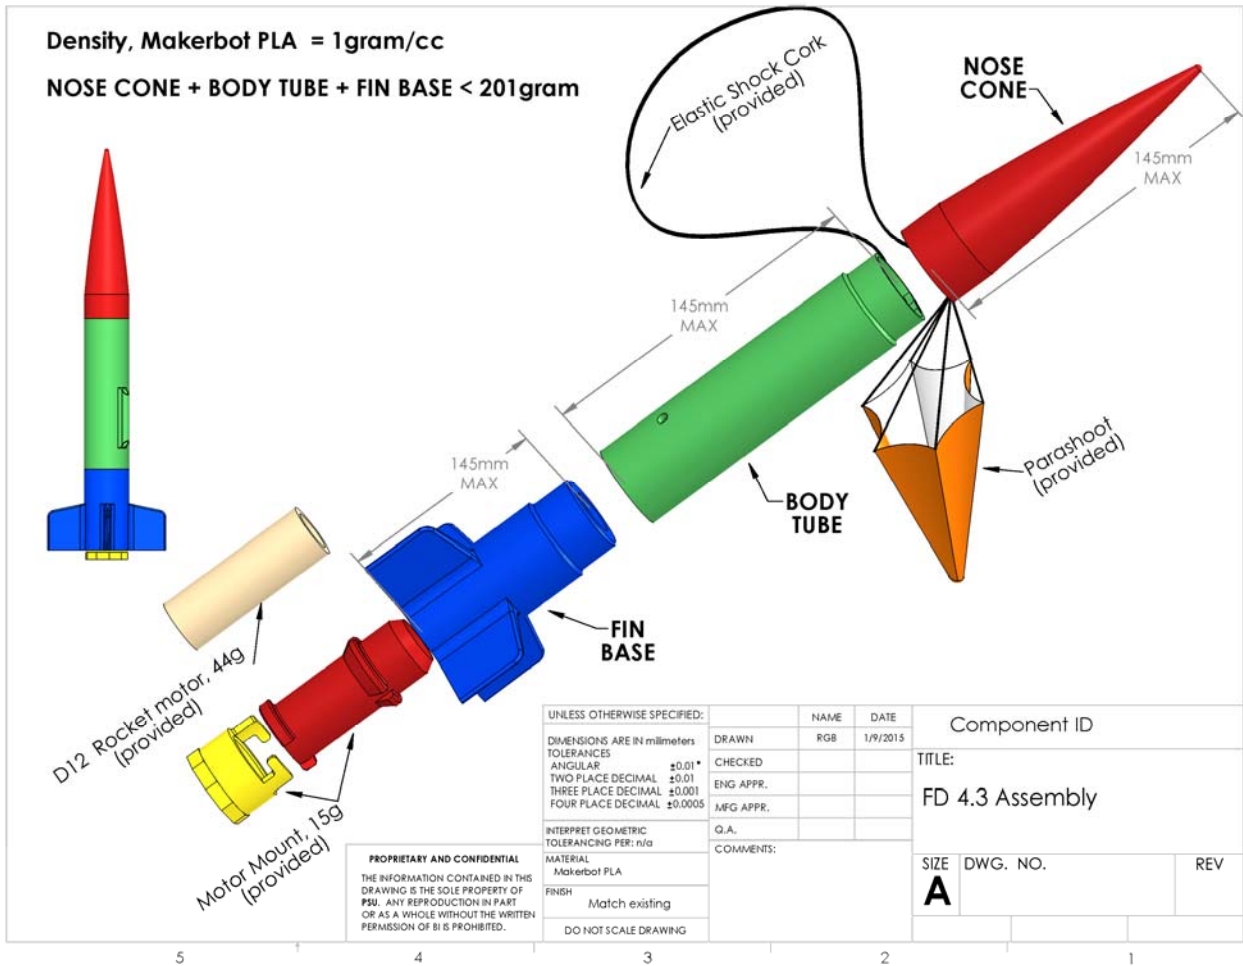 Density, Makerbot PLA = 1gram/cc
NOSE CONE + BODY TUBE + FIN BASE < 201gram
Elastic Shock Cork
(provided)
NOSE
CONE
145mm
MAX
145mm
MAX
145mm
MAX
Parashoot
(provided)
BODY
TUBE
FIN
BASE
D12 Rocket motor, 44g
(provided)
Motor Mount, 15g
(provided)
PROPRIETARY AND CONFIDENTIAL
THE INFORMATION CONTAINED IN THIS
DRAWING IS THE SOLE PROPERTY OF
PSU. ANY REPRODUCTION IN PART
OR AS A WHOLE WITHOUT THE WRITTEN
PERMISSION OF BI IS PROHIBITED.
UNLESS OTHERWISE SPECIFIED:
DIMENSIONS ARE IN milimeters
TOLERANCES
ANGULAR ±0.01°
TWO PLACE DECIMAL ±0.01
THREE PLACE DECIMAL ±0.001
FOUR PLACE DECIMAL ±0.0005
INTERPRET GEOMETRIC
TOLERANCING PER: n/a
MATERIAL
Makerbot PLA
FINISH
Match existing
DO NOT SCALE DRAWING
NAME DATE
DRAWN RGB 1/9/2015
CHECKED
ENG APPR.
MFG APPR.
Q.A.
COMMENTS:
Component ID
TITLE:
FD 4.3 Assembly
SIZE DWG. NO. REV
A
5 4 3 2 1